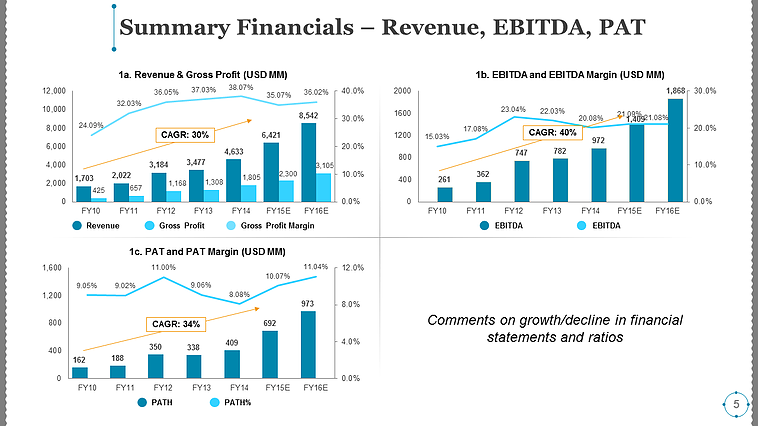 Summary Financials – Revenue, EBITDA, PAT
1a. Revenue & Gross Profit (USD MM)
12,000
10,000
8,000
6,000
4,000
2,000
0
40.0%
30.0%
20.0%
10.0%
0.0%
24.09%
32.03%
36.05%
37.03%
38.07%
35.07%
36.02%
CAGR: 30%
1,703
2,022
3,184
3,477
4,633
6,421
8,542
425
657
1,168
1,308
1,805
2,300
3,105
FY10
FY11
FY12
FY13
FY14
FY15E
FY16E
Revenue
Gross Profit
Gross Profit Margin
1b. EBITDA and EBITDA Margin (USD MM)
2000
1600
1200
800
400
0
30.0%
20.0%
10.0%
0.0%
15.03%
17.08%
23.04%
22.03%
20.08%
21.09%
21.08%
CAGR: 40%
261
362
747
782
972
1,409
1,868
FY10
FY11
FY12
FY13
FY14
FY15E
FY16E
EBITDA
EBITDA
1c. PAT and PAT Margin (USD MM)
1,600
1,200
800
400
0
12.0%
8.0%
4.0%
0.0%
9.05%
9.02%
11.00%
9.06%
8.08%
10.07%
11.04%
CAGR: 34%
162
188
350
338
409
692
973
FY10
FY11
FY12
FY13
FY14
FY15E
FY16E
PATH
PATH%
Comments on growth/decline in financial
statements and ratios
5